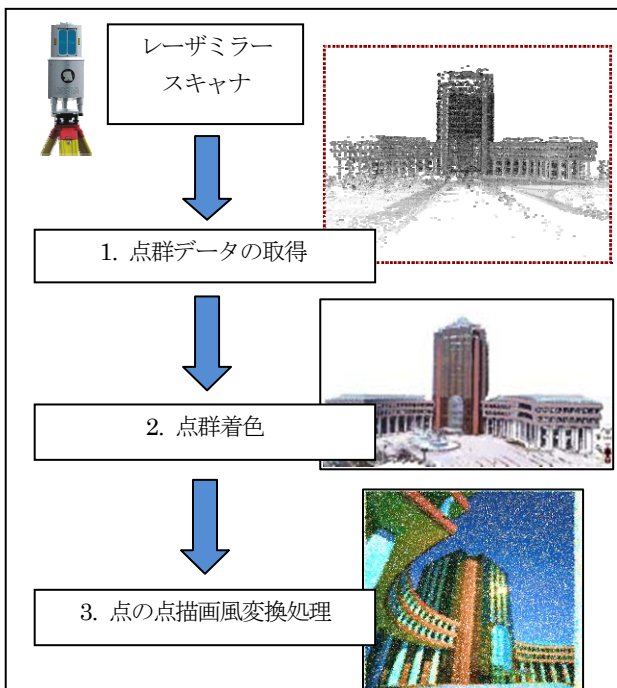 レーザミラー
スキャナ
1. 点群データの取得
2. 点群着色
3. 点の点描画風変換処理